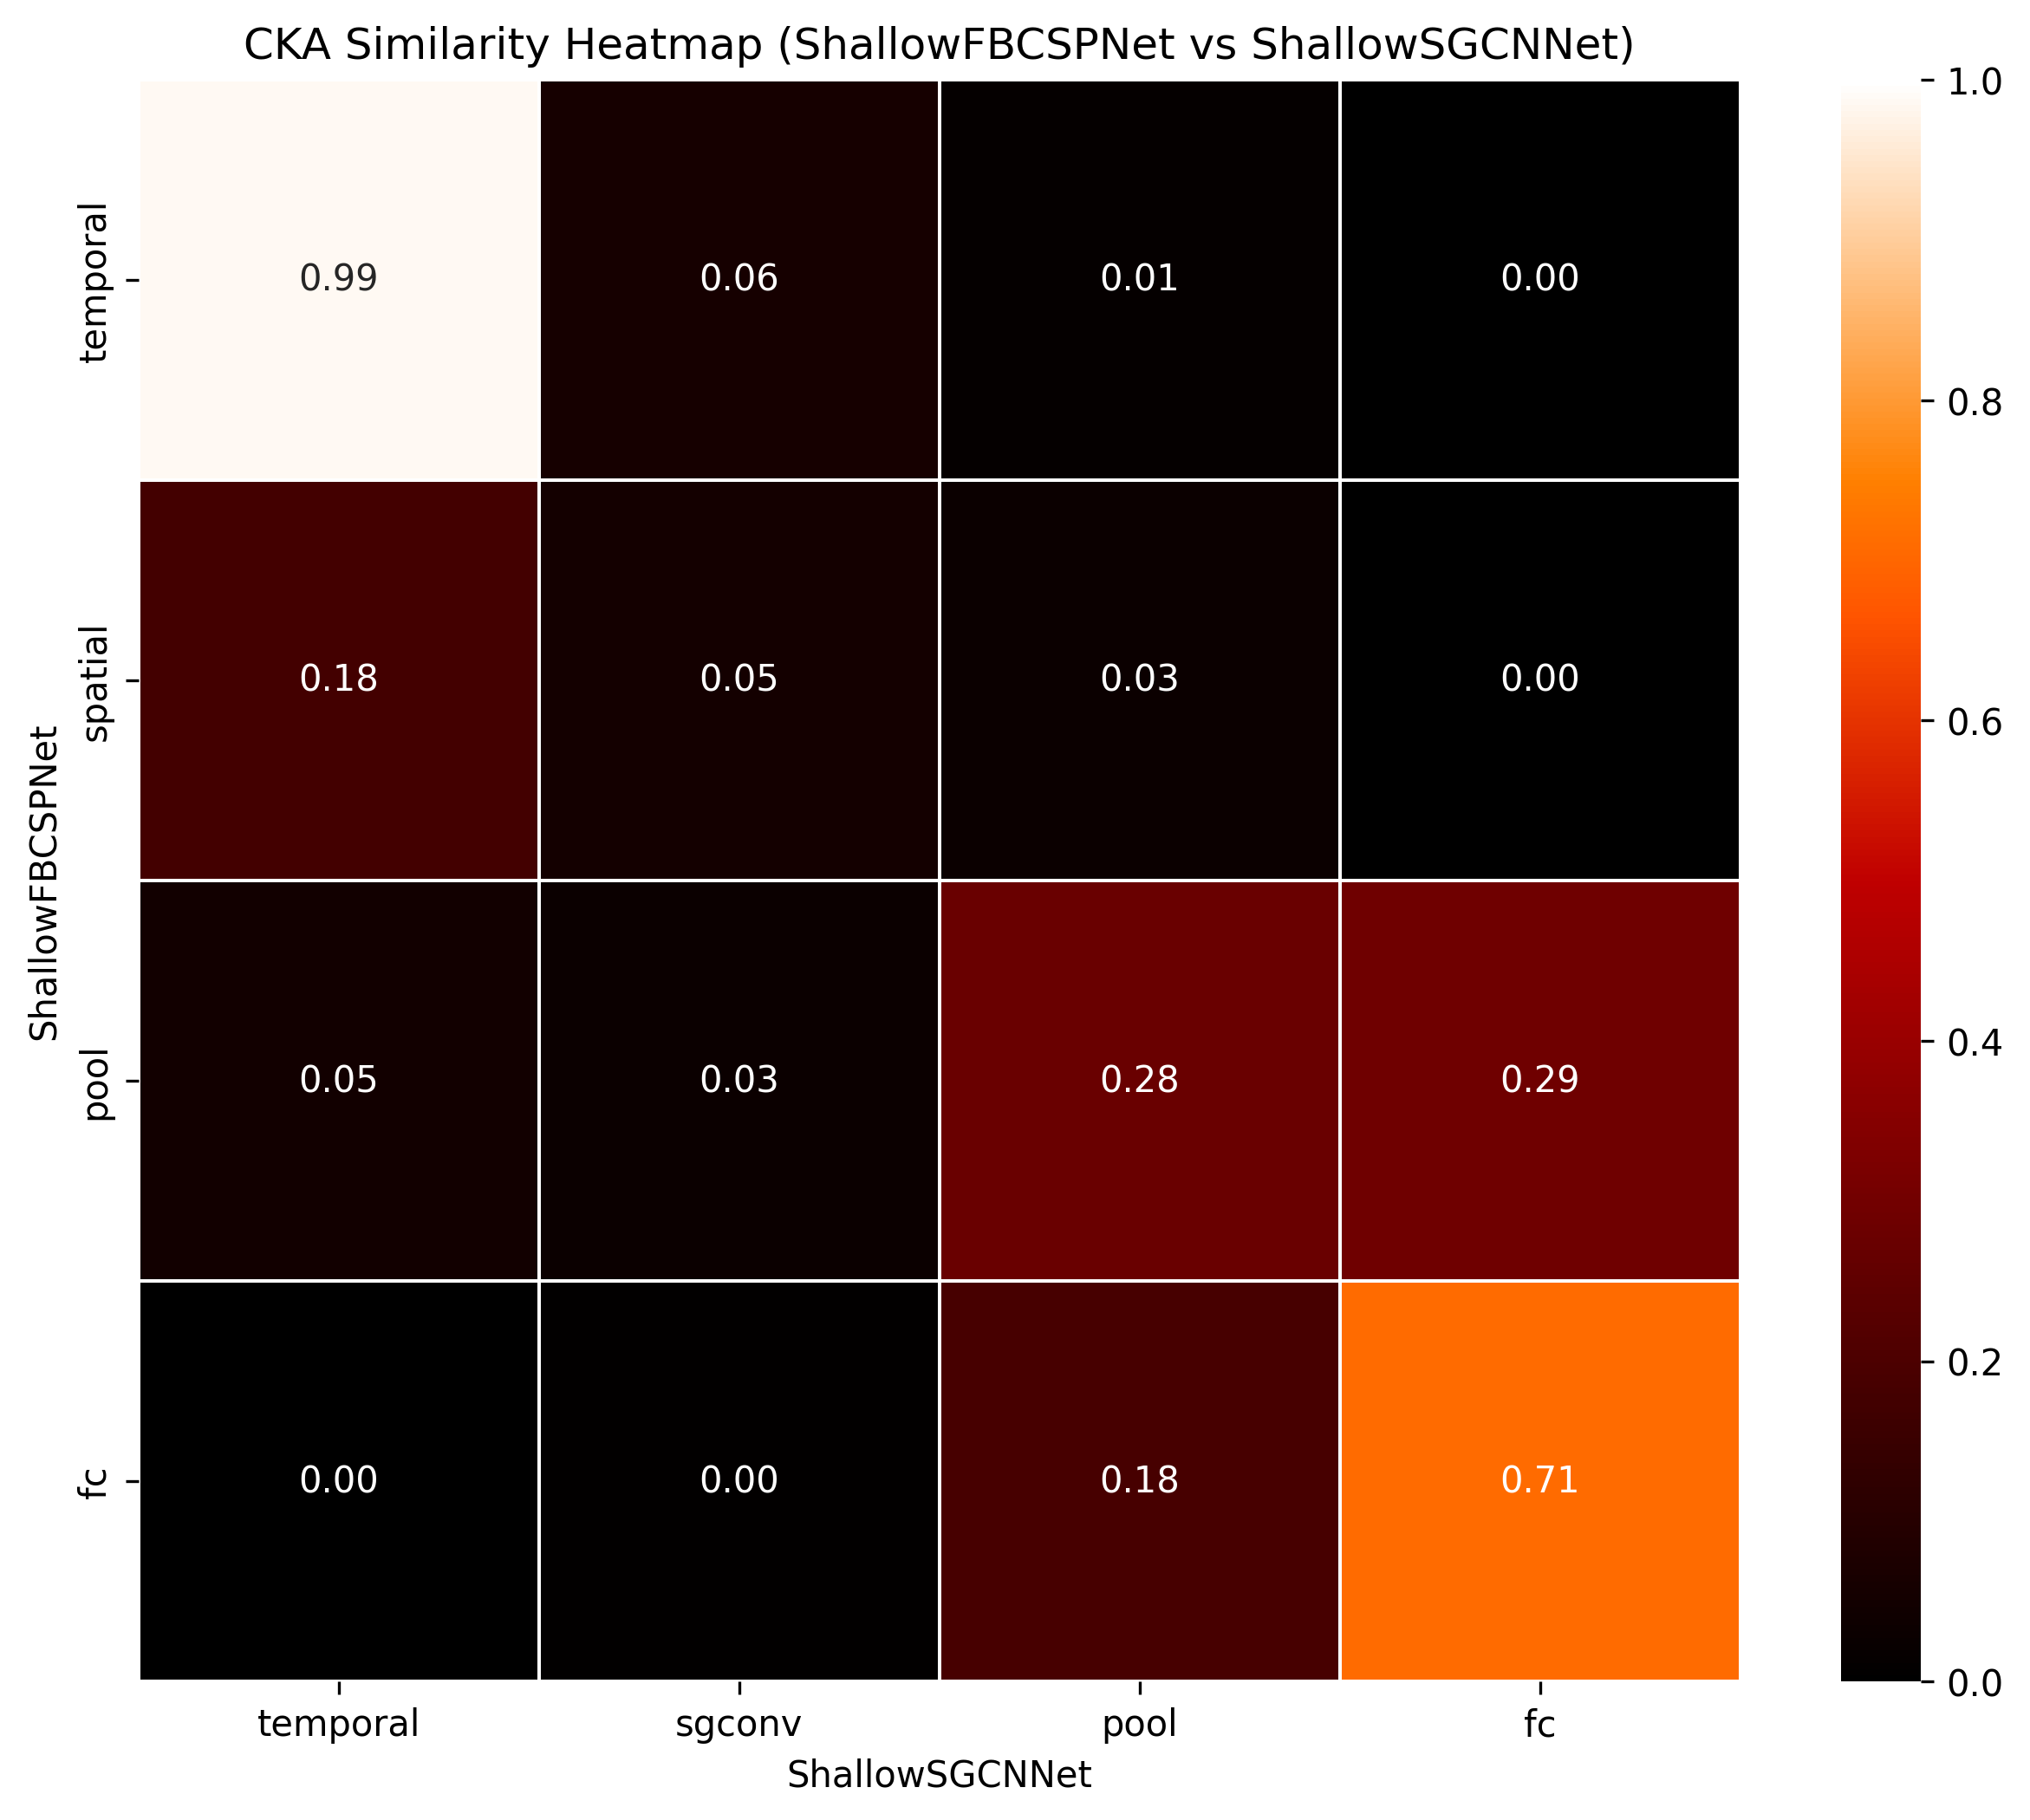 CKA Similarity Heatmap (ShallowFBCSPNet vs ShallowSGCNNet)
ShallowFBCSPNet
temporal
0.99 0.06 0.01 0.00
spatial
0.18 0.05 0.03 0.00
pool
0.05 0.03 0.28 0.29
fc
0.00 0.00 0.18 0.71
temporal sgconv pool fc
ShallowSGCNNet
1.0
0.8
0.6
0.4
0.2
0.0